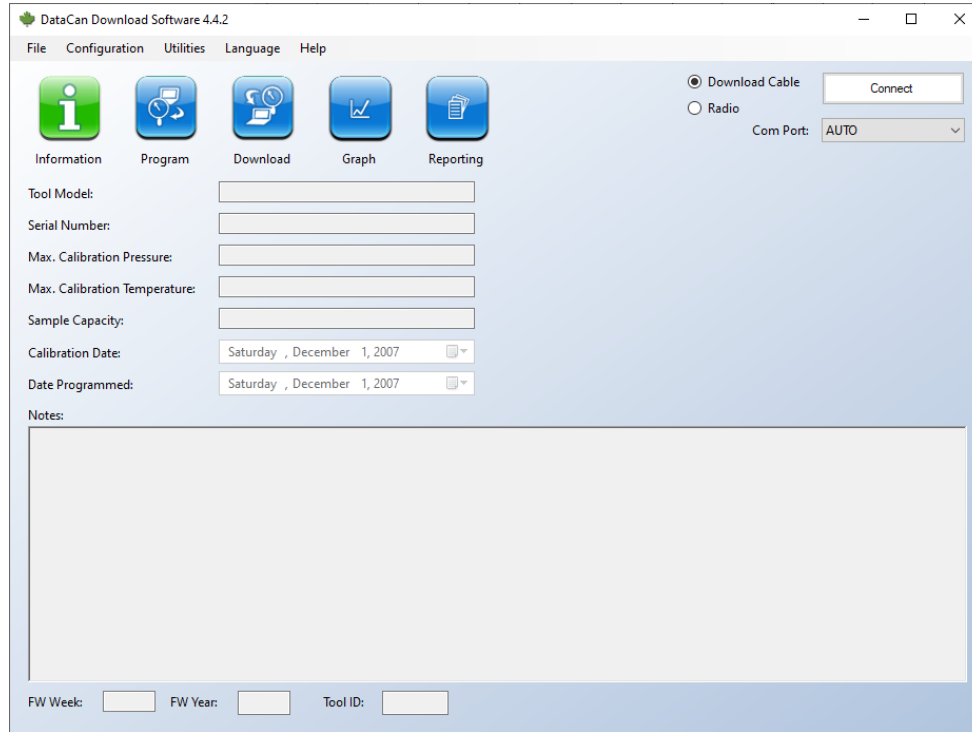 DataCan Download Software 4.4.2
File Configuration Utilities Language Help
Download Cable
Connect
Radio
Com Port: AUTO
Information Program Download Graph Reporting
Tool Model:
Serial Number:
Max. Calibration Pressure:
Max. Calibration Temperature:
Sample Capacity:
Calibration Date: Saturday , December 1, 2007
Date Programmed: Saturday , December 1, 2007
Notes:
FW Week: FW Year: Tool ID: